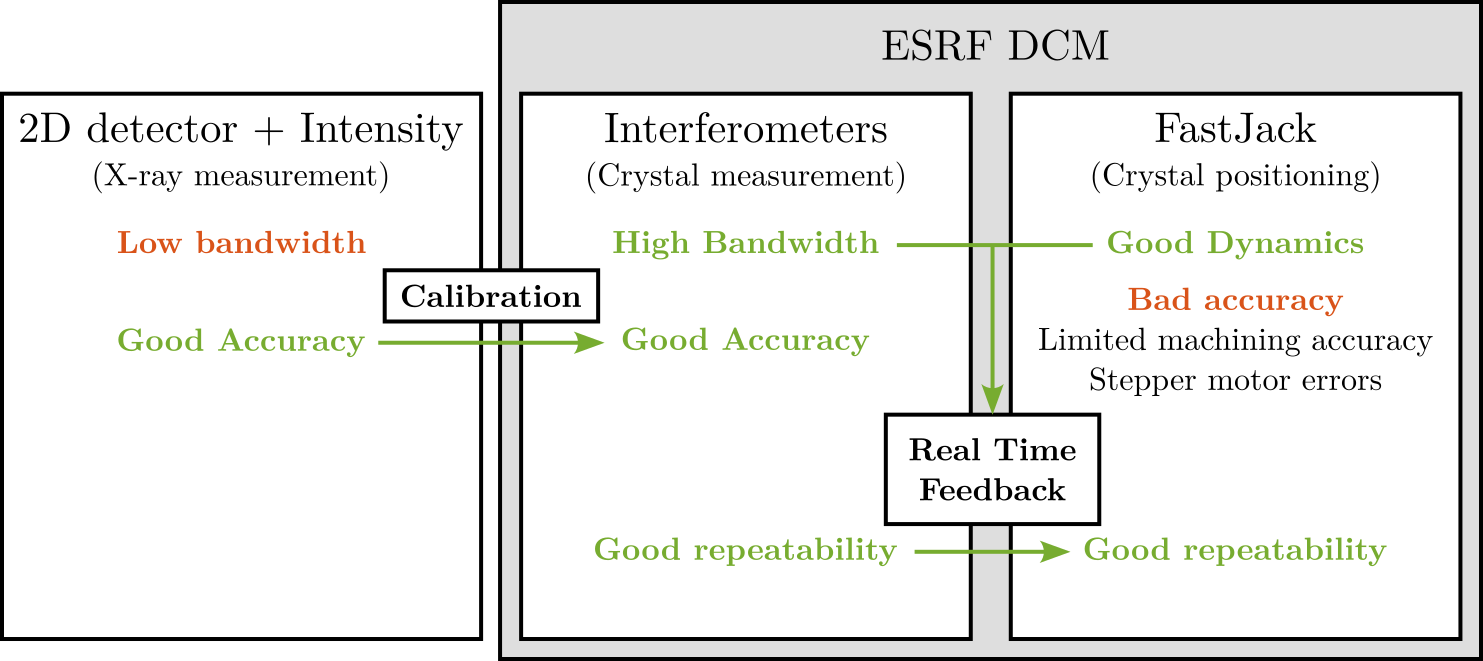 ESRF DCM
2D detector + Intensity
(X-ray measurement)
Low bandwidth
Good Accuracy
Calibration
Interferometers
(Crystal measurement)
High Bandwidth
Good Accuracy
Good repeatability
Real Time
Feedback
FastJack
(Crystal positioning)
Good Dynamics
Bad accuracy
Limited machining accuracy
Stepper motor errors
Good repeatability